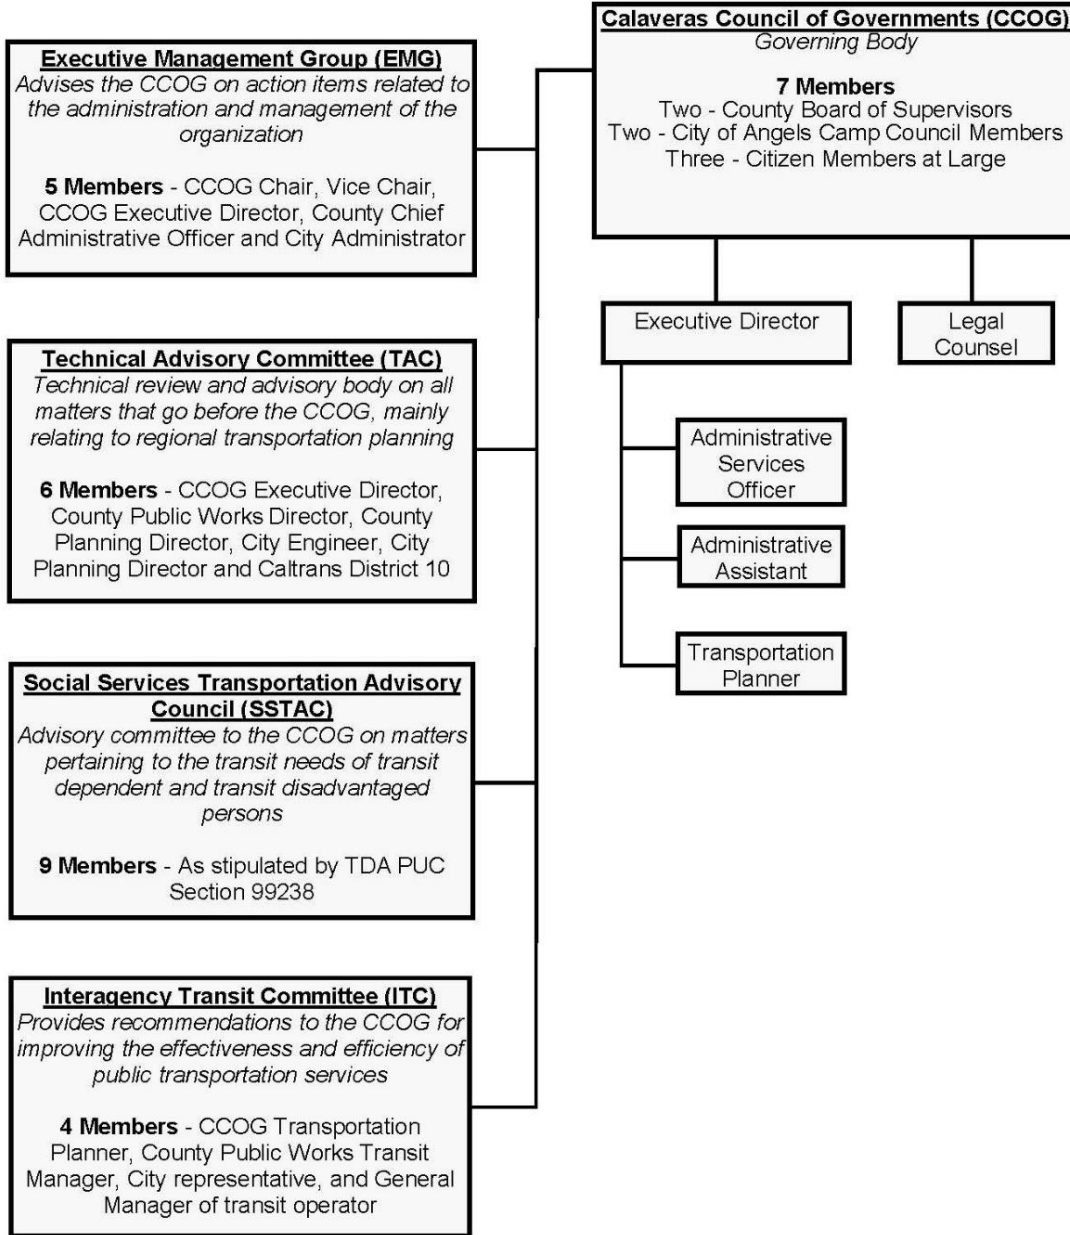 Calaveras Council of Governments (CCOG)
Governing Body
7 Members
Two - County Board of Supervisors
Two - City of Angels Camp Council Members
Three - Citizen Members at Large
Executive Director
Legal
Counsel
Administrative
Services
Officer
Administrative
Assistant
Transportation
Planner
Executive Management Group (EMG)
Advises the CCOG on action items related to
the administration and management of the
organization
5 Members - CCOG Chair, Vice Chair,
CCOG Executive Director, County Chief
Administrative Officer and City Administrator
Technical Advisory Committee (TAC)
Technical review and advisory body on all
matters that go before the CCOG, mainly
relating to regional transportation planning
6 Members - CCOG Executive Director,
County Public Works Director, County
Planning Director, City Engineer, City
Planning Director and Caltrans District 10
Social Services Transportation Advisory
Council (SSTAC)
Advisory committee to the CCOG on matters
pertaining to the transit needs of transit
dependent and transit disadvantaged
persons
9 Members - As stipulated by TDA PUC
Section 99238
Interagency Transit Committee (ITC)
Provides recommendations to the CCOG for
improving the effectiveness and efficiency of
public transportation services
4 Members - CCOG Transportation
Planner, County Public Works Transit
Manager, City representative, and General
Manager of transit operator